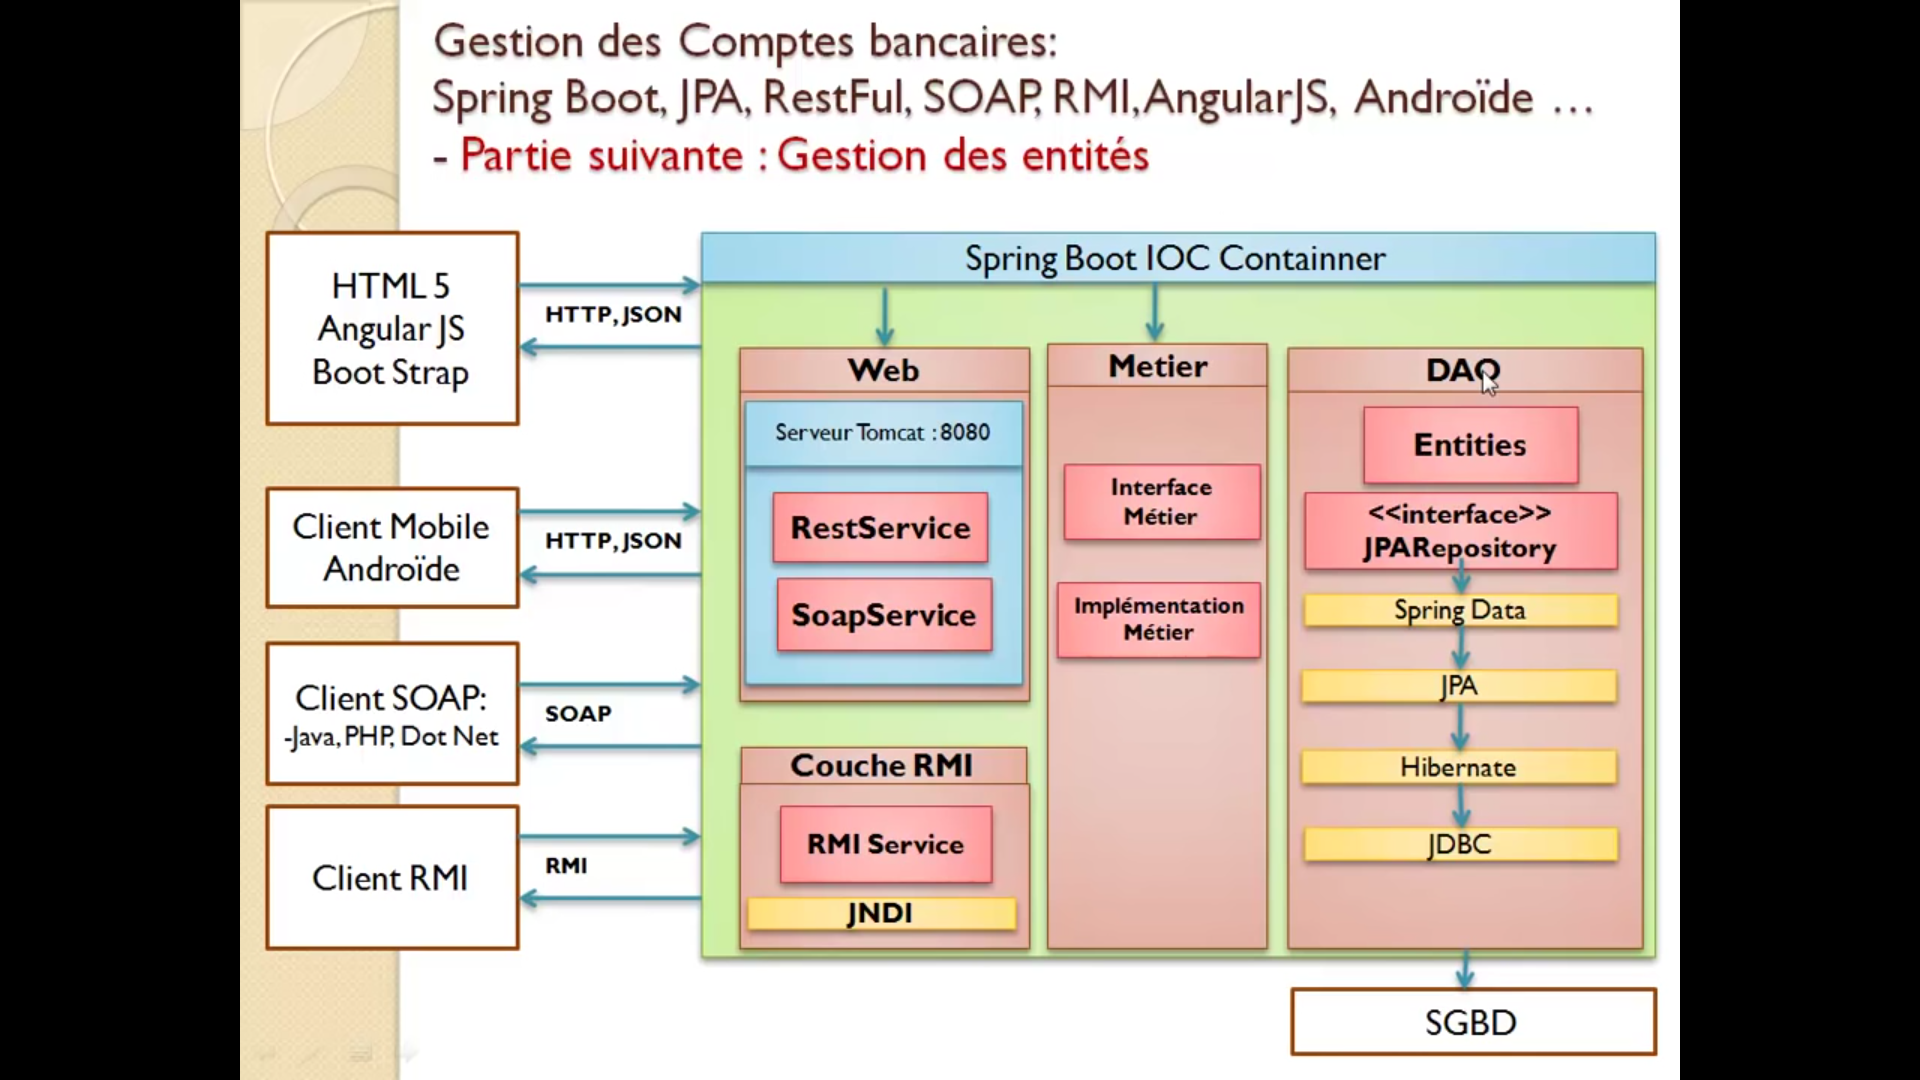 Gestion des Comptes bancaires:
Spring Boot, JPA, RestFul, SOAP, RMI,AngularJS, Androïde …
- Partie suivante : Gestion des entités
Spring Boot IOC Containner
HTML 5
Angular JS
Boot Strap
HTTP, JSON
Client Mobile
Androïde
HTTP, JSON
Client SOAP:
-Java, PHP, Dot Net
SOAP
Client RMI
RMI
Web
Serveur Tomcat : 8080
RestService
SoapService
Couche RMI
RMI Service
JNDI
Metier
Interface
Métier
Implémentation
Métier
DAO
Entities
<<interface>>
JPARepository
Spring Data
JPA
Hibernate
JDBC
SGBD